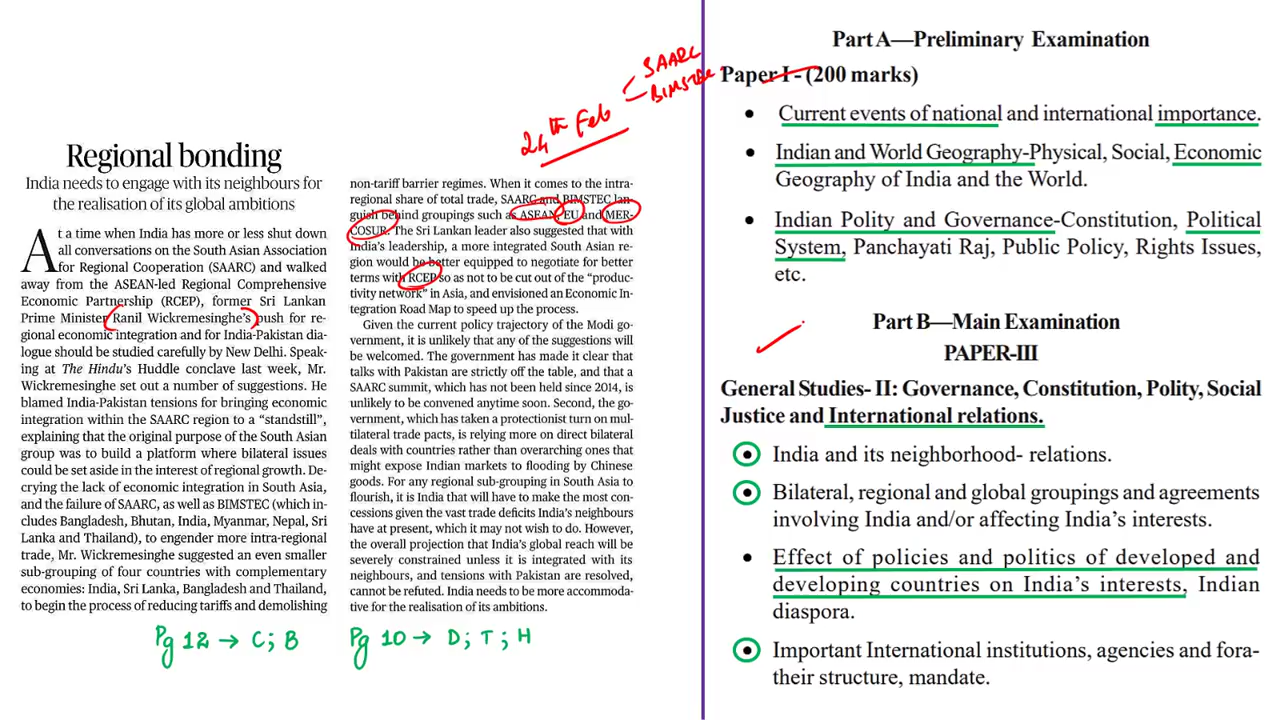 24th Feb
SAARC
BIMSTEC
Regional bonding
India needs to engage with its neighbours for
the realisation of its global ambitions
At a time when India has more or less shut down
all conversations on the South Asian Association
for Regional Cooperation (SAARC) and walked
away from the ASEAN-led Regional Comprehensive
Economic Partnership (RCEP), former Sri Lankan
Prime Minister Ranil Wickremesinghe's push for re-
gional economic integration and for India-Pakistan dia-
logue should be studied carefully by New Delhi. Speak-
ing at The Hindu's Huddle conclave last week, Mr.
Wickremesinghe set out a number of suggestions. He
blamed India-Pakistan tensions for bringing economic
integration within the SAARC region to a "standstill",
explaining that the original purpose of the South Asian
group was to build a platform where bilateral issues
could be set aside in the interest of regional growth. De-
crying the lack of economic integration in South Asia,
and the failure of SAARC, as well as BIMSTEC (which in-
cludes Bangladesh, Bhutan, India, Myanmar, Nepal, Sri
Lanka and Thailand), to engender more intra-regional
trade, Mr. Wickremesinghe suggested an even smaller
sub-grouping of four countries with complementary
economies: India, Sri Lanka, Bangladesh and Thailand,
to begin the process of reducing tariffs and demolishing
non-tariff barrier regimes. When it comes to the intra-
regional share of total trade, SAARC and BIMSTEC lan-
guish behind groupings such as ASEAN, EU and MER-
COSUR. The Sri Lankan leader also suggested that with
India's leadership, a more integrated South Asian re-
gion would be better equipped to negotiate for better
terms with RCEP so as not to be cut out of the "produc-
tivity network" in Asia, and envisioned an Economic In-
tegration Road Map to speed up the process.
Given the current policy trajectory of the Modi go-
vernment, it is unlikely that any of the suggestions will
be welcomed. The government has made it clear that
talks with Pakistan are strictly off the table, and that a
SAARC summit, which has not been held since 2014, is
unlikely to be convened anytime soon. Second, the go-
vernment, which has taken a protectionist turn on mul-
tilateral trade pacts, is relying more on direct bilateral
deals with countries rather than overarching ones that
might expose Indian markets to flooding by Chinese
goods. For any regional sub-grouping in South Asia to
flourish, it is India that will have to make the most con-
cessions given the vast trade deficits India's neighbours
have at present, which it may not wish to do. However,
the overall projection that India's global reach will be
severely constrained unless it is integrated with its
neighbours, and tensions with Pakistan are resolved,
cannot be refuted. India needs to be more accommoda-
tive for the realisation of its ambitions.
Pg 12 → C; B
Pg 10 → D; T; H
Part A—Preliminary Examination
Paper I - (200 marks)
• Current events of national and international importance.
• Indian and World Geography-Physical, Social, Economic
Geography of India and the World.
• Indian Polity and Governance-Constitution, Political
System, Panchayati Raj, Public Policy, Rights Issues,
etc.
Part B—Main Examination
PAPER-III
General Studies- II: Governance, Constitution, Polity, Social
Justice and International relations.
• India and its neighborhood- relations.
• Bilateral, regional and global groupings and agreements
involving India and/or affecting India's interests.
• Effect of policies and politics of developed and
developing countries on India's interests, Indian
diaspora.
• Important International institutions, agencies and fora-
their structure, mandate.